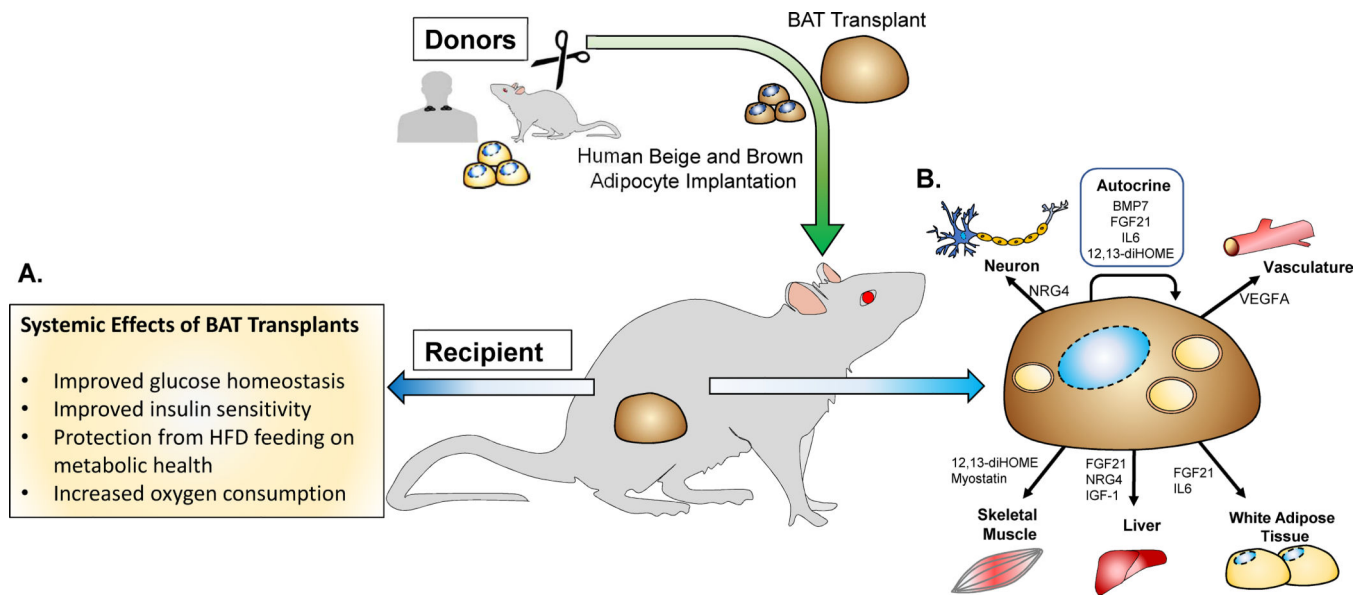 BAT Transplant
Donors
Human Beige and Brown
Adipocyte Implantation
A.
Systemic Effects of BAT Transplants
• Improved glucose homeostasis
• Improved insulin sensitivity
• Protection from HFD feeding on
metabolic health
• Increased oxygen consumption
Recipient
B.
Autocrine
BMP7
FGF21
IL6
12,13-diHOME
Neuron
NRG4
Vasculature
VEGFA
12,13-diHOME
Myostatin
Skeletal
Muscle
FGF21
NRG4
IGF-1
Liver
FGF21
IL6
White Adipose
Tissue